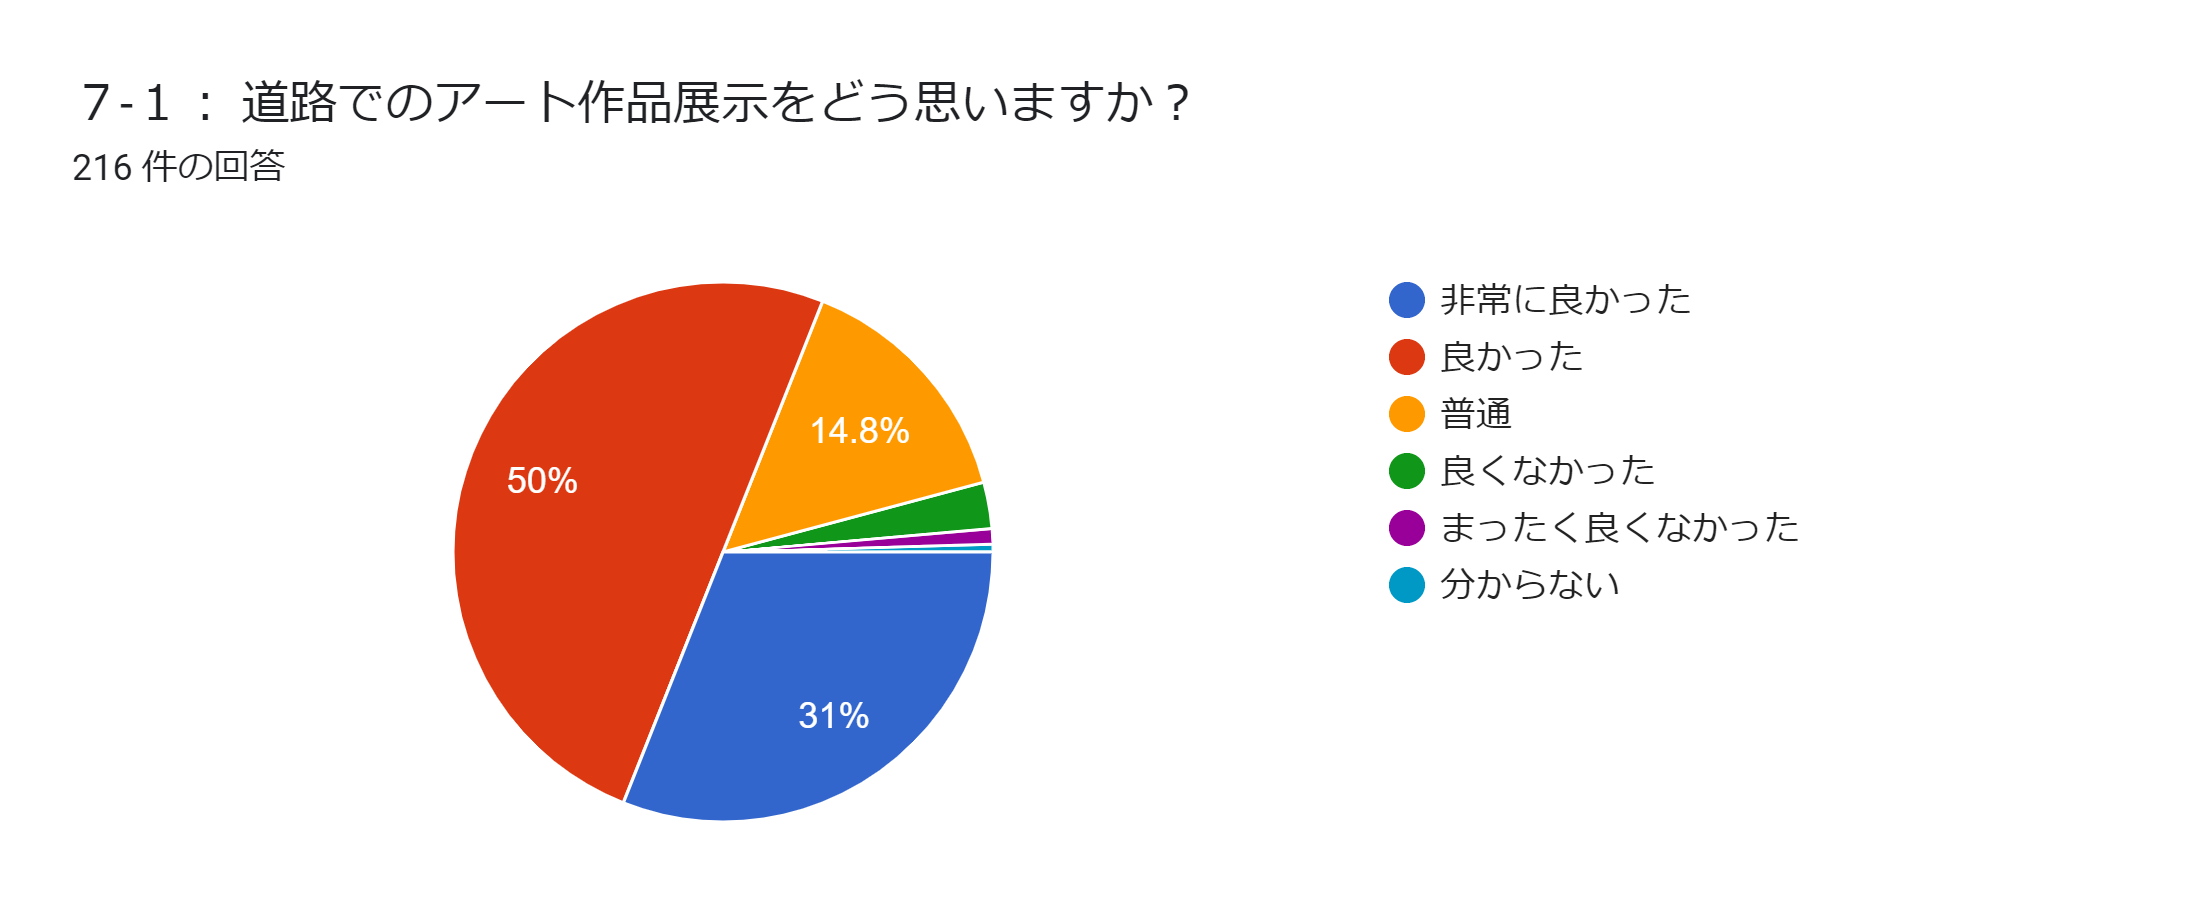 ７-１： 道路でのアート作品展示をどう思いますか？
216 件の回答
14.8%
50%
31%
非常に良かった
良かった
普通
良くなかった
まったく良くなかった
分からない